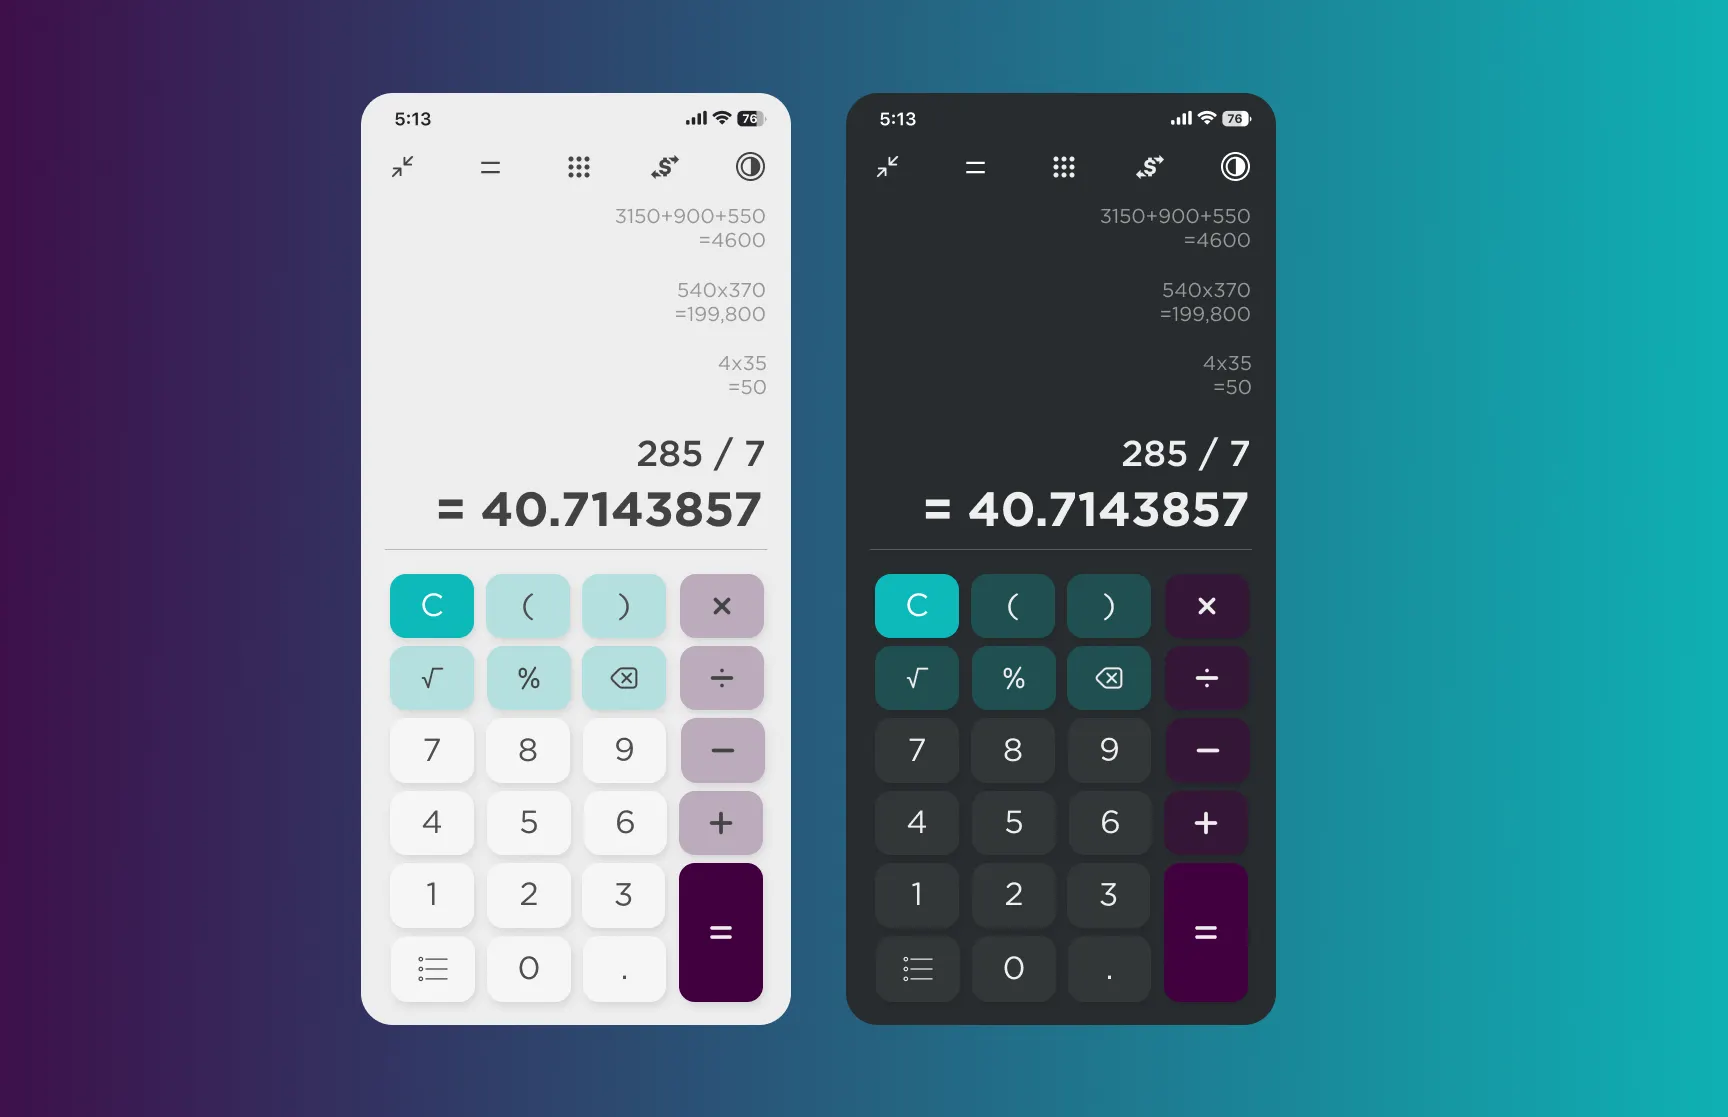 5:13
76
3150+900+550
=4600
540x370
=199,800
4x35
=50
285 / 7
= 40.7143857
C ( ) ×
√ % ÷
7 8 9 −
4 5 6 +
1 2 3
0 . =
5:13
76
3150+900+550
=4600
540x370
=199,800
4x35
=50
285 / 7
= 40.7143857
C ( ) ×
√ % ÷
7 8 9 −
4 5 6 +
1 2 3
0 . =